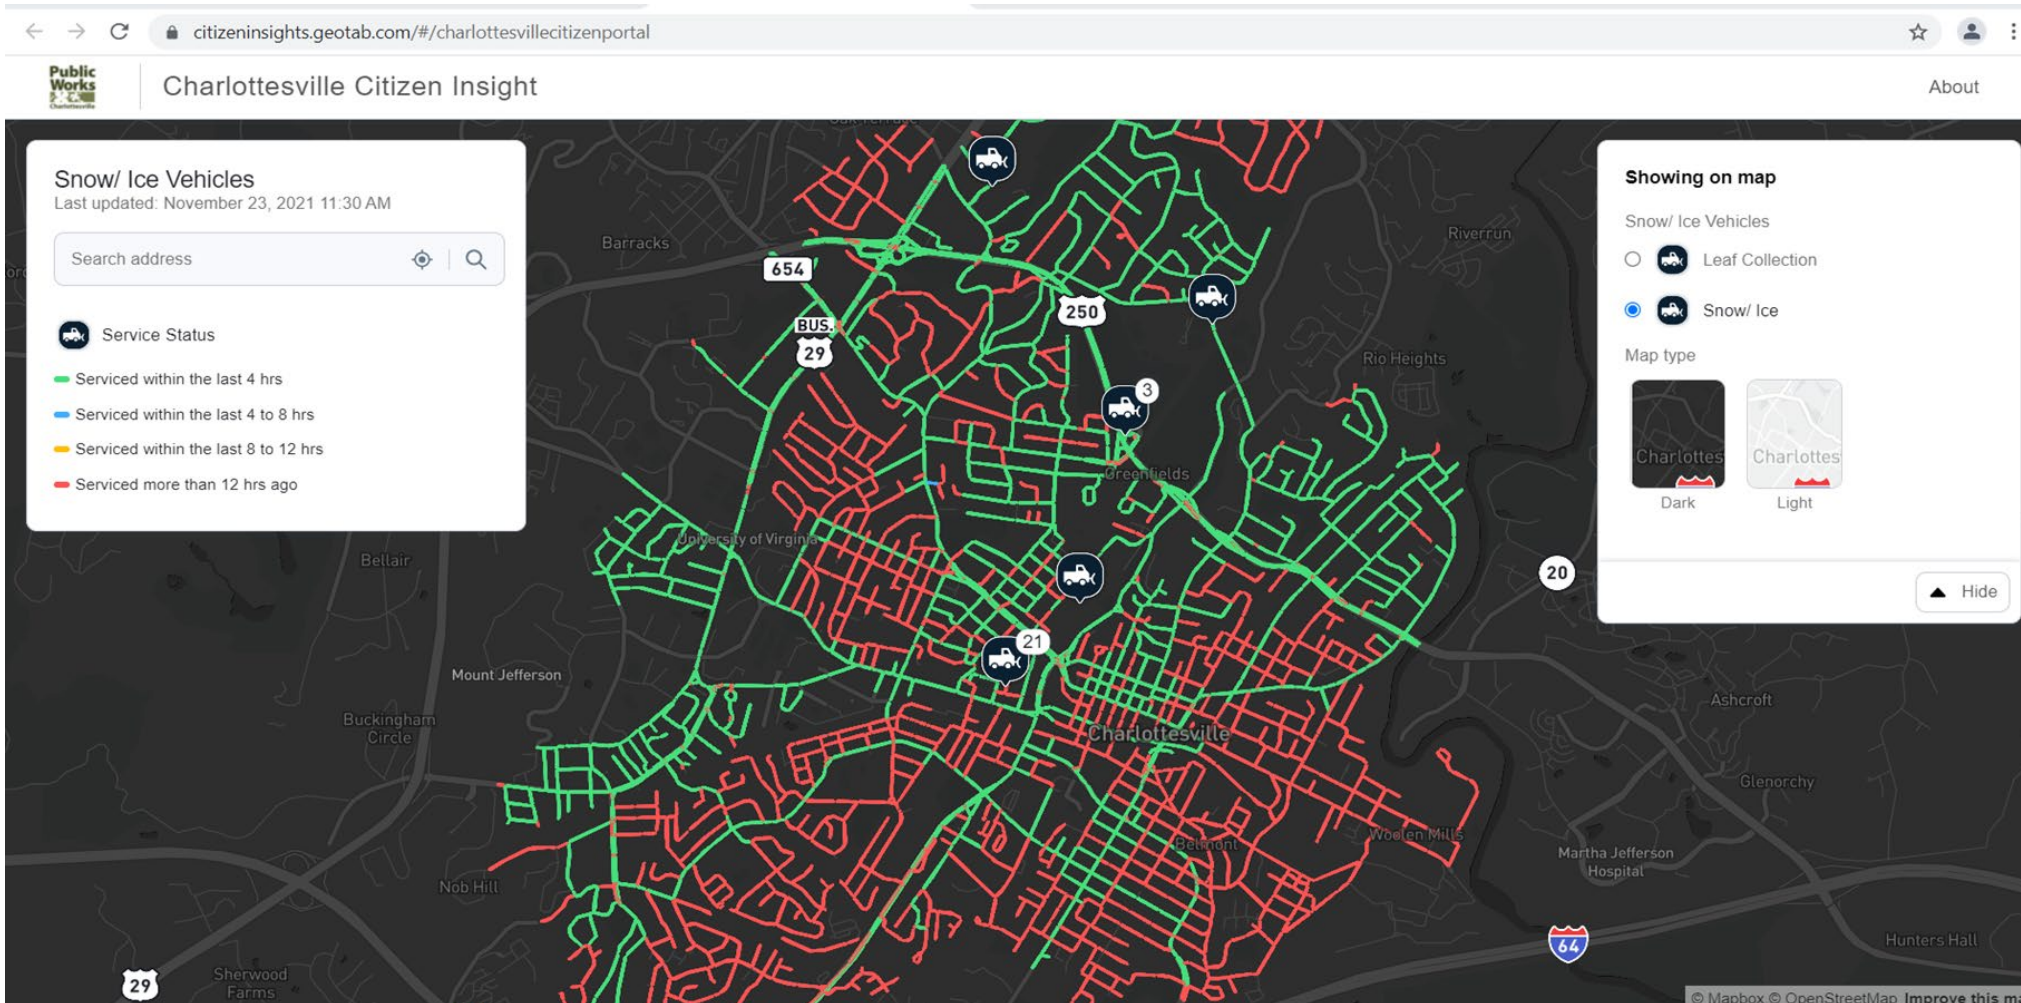 citizeninsights.geotab.com/#/charlottesvillecitizenportal
Public
Works
Charlottesville
Charlottesville Citizen Insight
About
Snow/ Ice Vehicles
Last updated: November 23, 2021 11:30 AM
Search address
Service Status
Serviced within the last 4 hrs
Serviced within the last 4 to 8 hrs
Serviced within the last 8 to 12 hrs
Serviced more than 12 hrs ago
Showing on map
Snow/ Ice Vehicles
Leaf Collection
Snow/ Ice
Map type
Charlottes
Charlottes
Dark
Light
Hide
Barracks
Riverrun
654
250
BUS.
29
Rio Heights
3
Greenfields
University of Virginia
Bellair
20
21
Mount Jefferson
Ashcroft
Buckingham
Circle
Charlottesville
Glenorchy
Woolen Mills
Belmont
Martha Jefferson
Hospital
Nob Hill
64
Hunters Hall
Sherwood
Farms
29
© Mapbox © OpenStreetMap Improve this ma